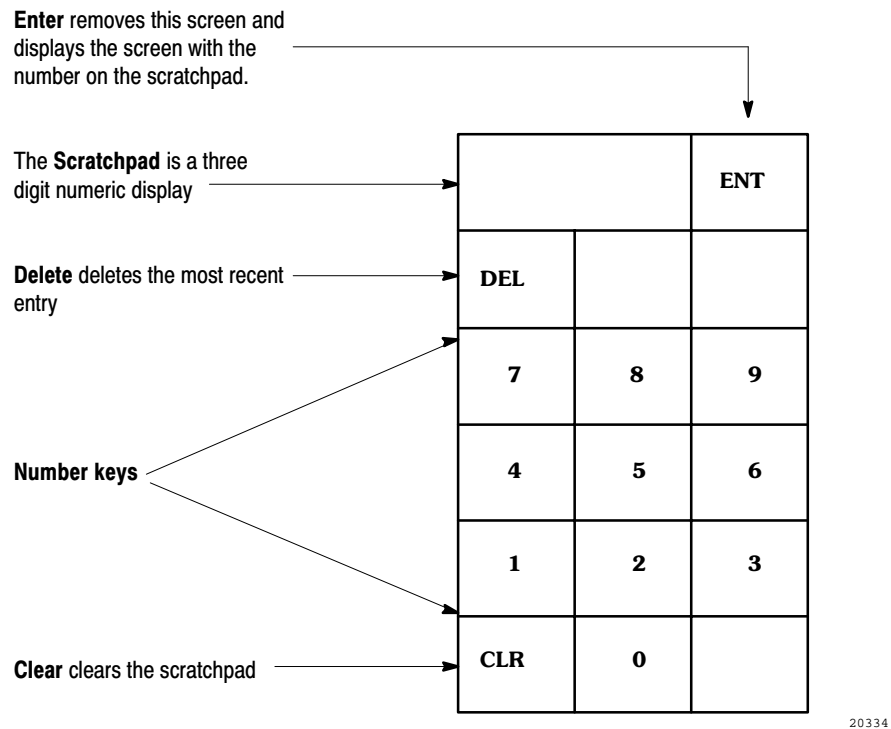 Enter removes this screen and
displays the screen with the
number on the scratchpad.
The Scratchpad is a three
digit numeric display
ENT
Delete deletes the most recent
entry
DEL
7 8 9
Number keys
4 5 6
1 2 3
Clear clears the scratchpad
CLR 0
20334